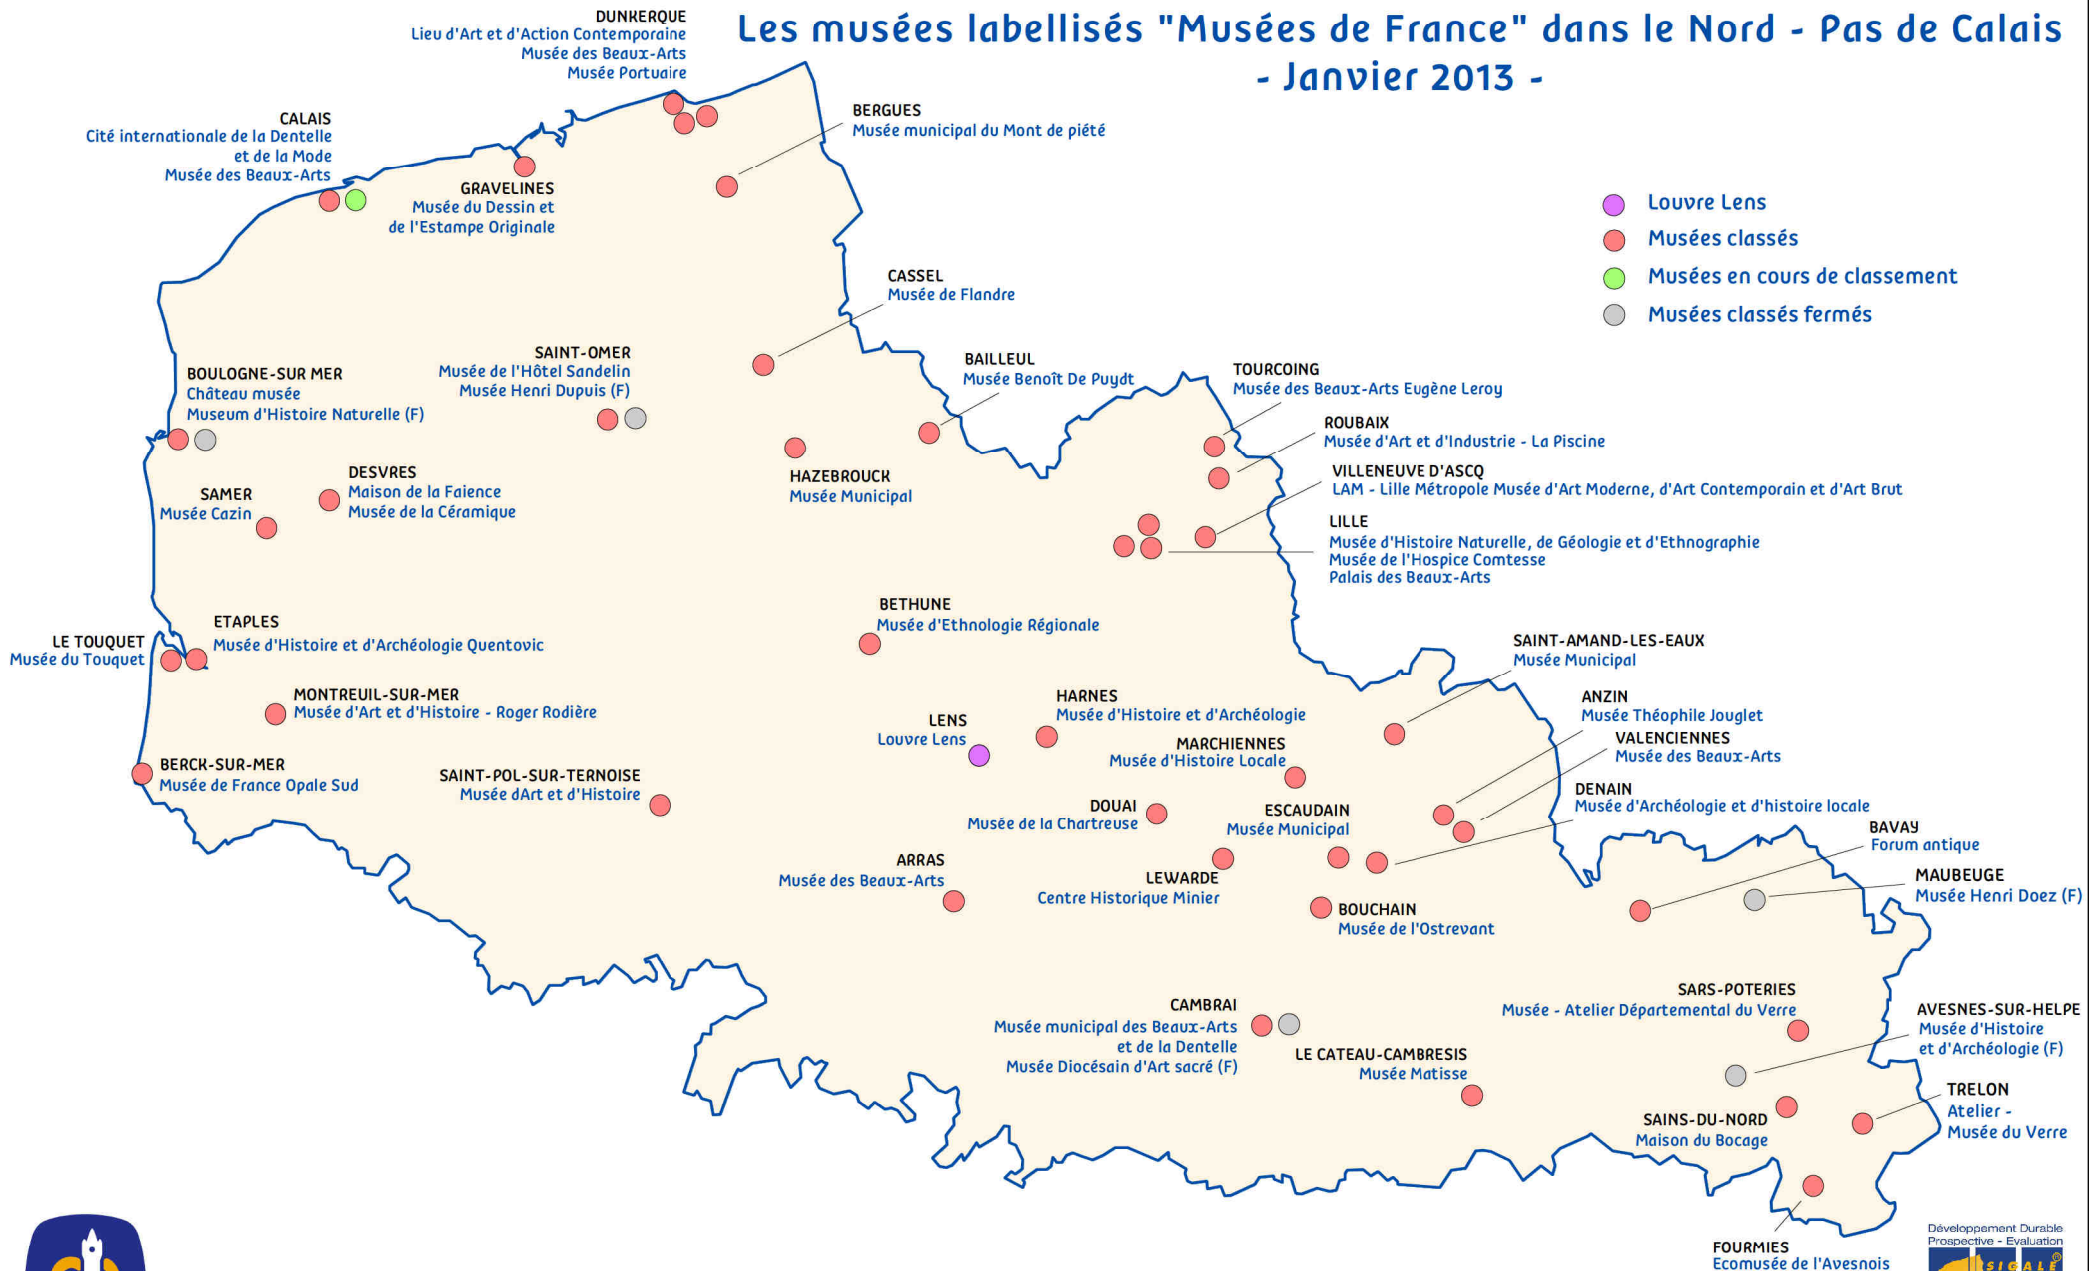 Les musées labellisés "Musées de France" dans le Nord - Pas de Calais
- Janvier 2013 -
DUNKERQUE
Lieu d'Art et d'Action Contemporaine
Musée des Beaux-Arts
Musée Portuaire
BERGUES
Musée municipal du Mont de piété
CALAIS
Cité internationale de la Dentelle
et de la Mode
Musée des Beaux-Arts
GRAVELINES
Musée du Dessin et
de l'Estampe Originale
Louvre Lens
Musées classés
Musées en cours de classement
Musées classés fermés
CASSEL
Musée de Flandre
SAINT-OMER
Musée de l'Hôtel Sandelin
Musée Henri Dupuis (F)
BOULOGNE-SUR MER
Château musée
Museum d'Histoire Naturelle (F)
BAILLEUL
Musée Benoît De Puydt
TOURCOING
Musée des Beaux-Arts Eugène Leroy
ROUBAIX
Musée d'Art et d'Industrie - La Piscine
VILLENEUVE D'ASCQ
LAM - Lille Métropole Musée d'Art Moderne, d'Art Contemporain et d'Art Brut
HAZEBROUCK
Musée Municipal
DESVRES
Maison de la Faience
Musée de la Céramique
SAMER
Musée Cazin
LILLE
Musée d'Histoire Naturelle, de Géologie et d'Ethnographie
Musée de l'Hospice Comtesse
Palais des Beaux-Arts
BETHUNE
Musée d'Ethnologie Régionale
ETAPLES
Musée d'Histoire et d'Archéologie Quentovic
LE TOUQUET
Musée du Touquet
SAINT-AMAND-LES-EAUX
Musée Municipal
MONTREUIL-SUR-MER
Musée d'Art et d'Histoire - Roger Rodière
HARNES
Musée d'Histoire et d'Archéologie
LENS
Louvre Lens
ANZIN
Musée Théophile Jouglet
MARCHIENNES
Musée d'Histoire Locale
VALENCIENNES
Musée des Beaux-Arts
BERCK-SUR-MER
Musée de France Opale Sud
SAINT-POL-SUR-TERNOISE
Musée dArt et d'Histoire
DENAIN
Musée d'Archéologie et d'histoire locale
DOUAI
Musée de la Chartreuse
ESCAUDAIN
Musée Municipal
BAVAY
Forum antique
ARRAS
Musée des Beaux-Arts
LEWARDE
Centre Historique Minier
MAUBEUGE
Musée Henri Doez (F)
BOUCHAIN
Musée de l'Ostrevant
SARS-POTERIES
Musée - Atelier Départemental du Verre
CAMBRAI
Musée municipal des Beaux-Arts
et de la Dentelle
Musée Diocésain d'Art sacré (F)
AVESNES-SUR-HELPE
Musée d'Histoire
et d'Archéologie (F)
LE CATEAU-CAMBRESIS
Musée Matisse
TRELON
Atelier -
Musée du Verre
SAINS-DU-NORD
Maison du Bocage
FOURMIES
Ecomusée de l'Avesnois
Développement Durable
Prospective - Evaluation
SIGALE